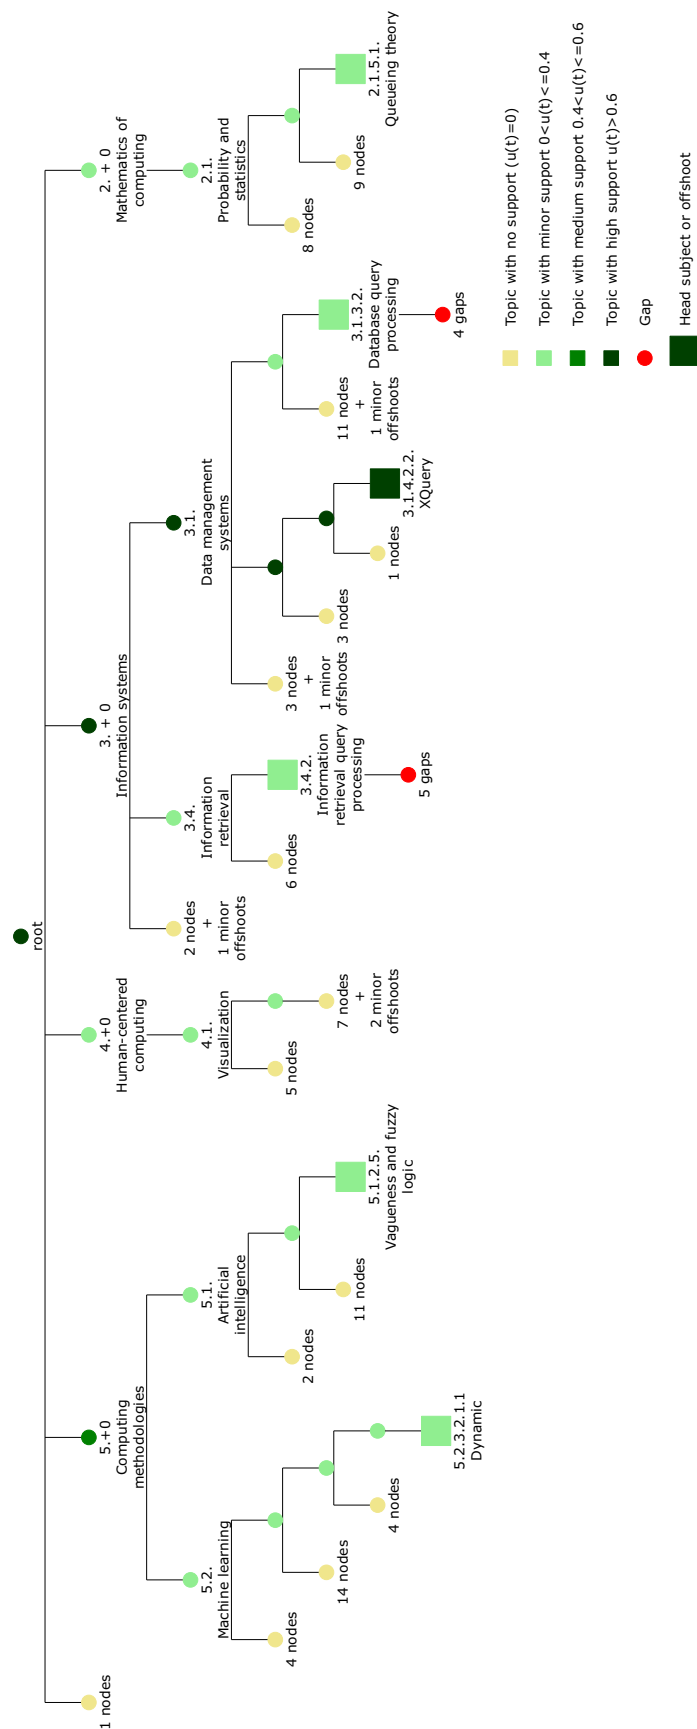 root
1 nodes
5.+0
Computing
methodologies
5.2.
Machine learning
4 nodes
14 nodes
4 nodes
5.2.3.2.1.1
Dynamic
5.1.
Artificial
intelligence
2 nodes
11 nodes
5.1.2.5.
Vagueness and fuzzy
logic
4.+0
Human-centered
computing
4.1.
Visualization
5 nodes
7 nodes
+
2 minor
offshoots
3. + 0
Information systems
2 nodes
+
1 minor
offshoots
3.4.
Information
retrieval
6 nodes
3.4.2.
Information
retrieval query
processing
5 gaps
3.1.
Data management
systems
3 nodes
+
1 minor
offshoots
3 nodes
1 nodes
3.1.4.2.2.
XQuery
11 nodes
+
1 minor
offshoots
3.1.3.2.
Database query
processing
4 gaps
2. + 0
Mathematics of
computing
2.1.
Probability and
statistics
8 nodes
9 nodes
2.1.5.1.
Queueing theory
Topic with no support (u(t)=0)
Topic with minor support 0<u(t)<=0.4
Topic with medium support 0.4<u(t)<=0.6
Topic with high support u(t)>0.6
Gap
Head subject or offshoot